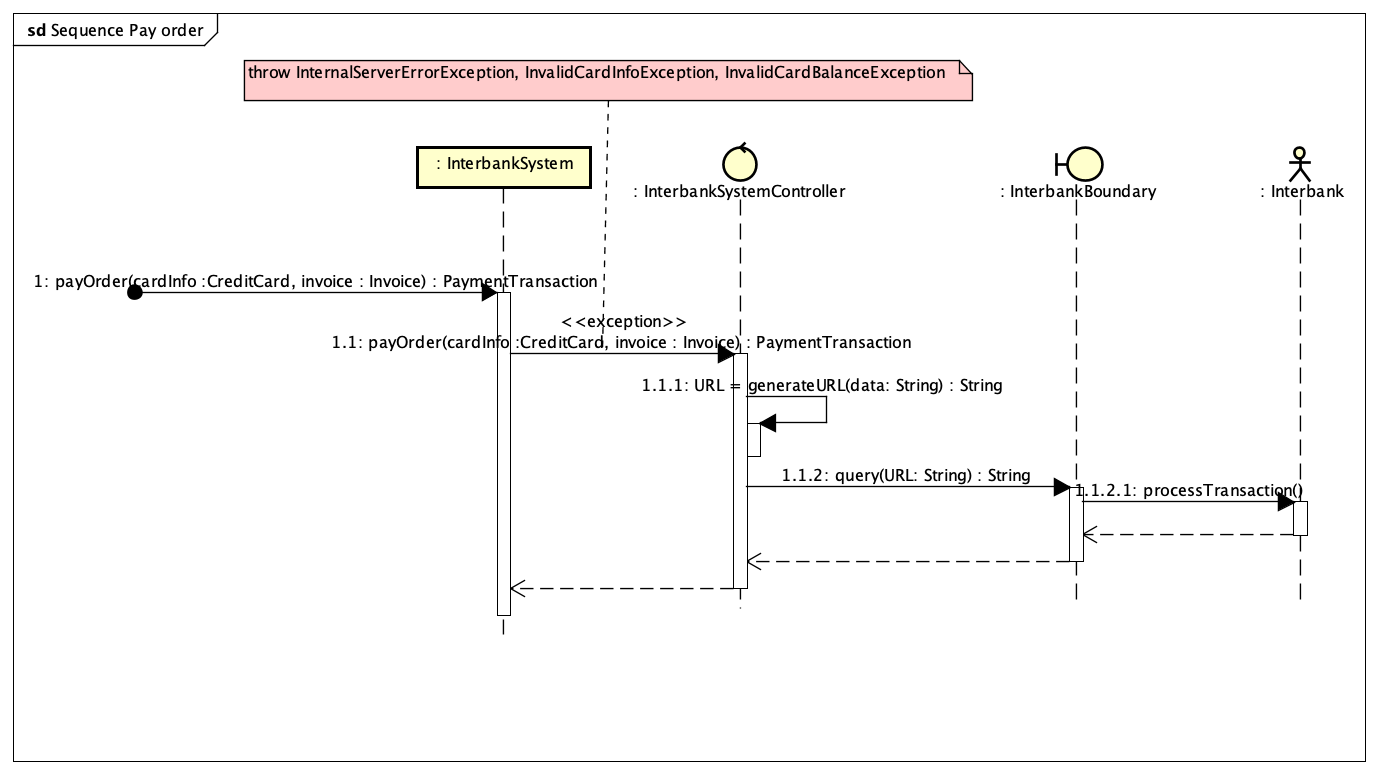 sd Sequence Pay order
throw InternalServerErrorException, InvalidCardInfoException, InvalidCardBalanceException
: InterbankSystem
: InterbankSystemController
: InterbankBoundary
: Interbank
1: payOrder(cardInfo :CreditCard, invoice : Invoice) : PaymentTransaction
<<exception>>
1.1: payOrder(cardInfo :CreditCard, invoice : Invoice) : PaymentTransaction
1.1.1: URL = generateURL(data: String) : String
1.1.2: query(URL: String) : String
1.1.2.1: processTransaction()